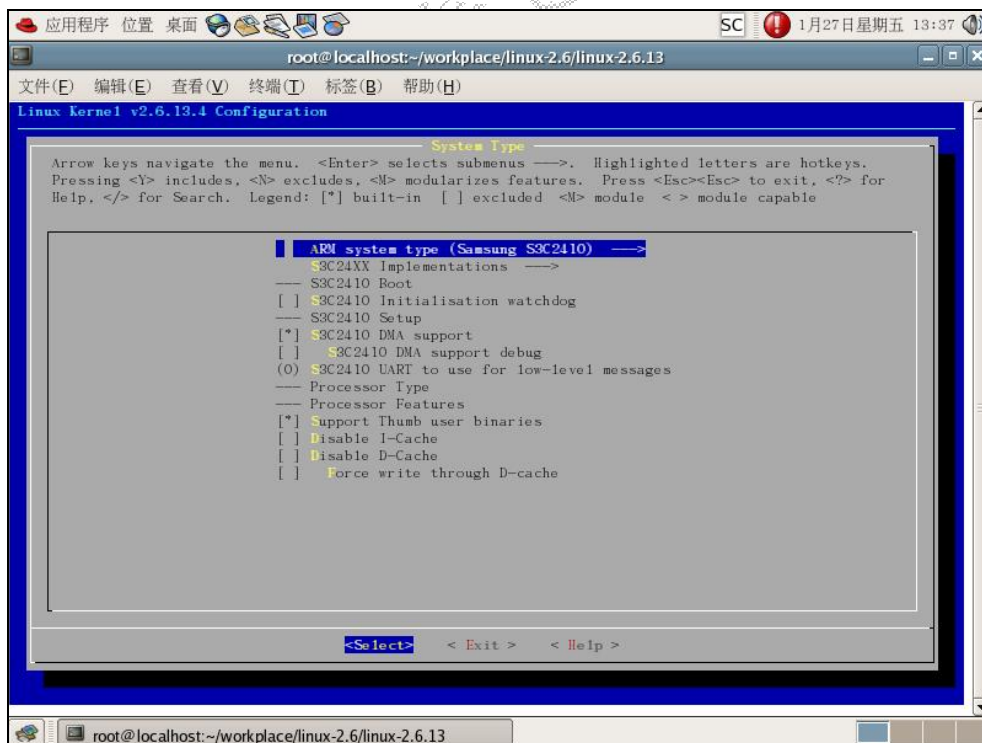 应用程序 位置 桌面 SC 1月27日星期五 13:37
root@localhost:~/workplace/linux-2.6/linux-2.6.13
文件(F) 编辑(E) 查看(V) 终端(T) 标签(B) 帮助(H)
Linux Kernel v2.6.13.4 Configuration
System Type
Arrow keys navigate the menu. <Enter> selects submenus --->. Highlighted letters are hotkeys.
Pressing <Y> includes, <N> excludes, <M> modularizes features. Press <Esc><Esc> to exit, <?> for
Help, </> for Search. Legend: [*] built-in [ ] excluded <M> module < > module capable
ARM system type (Samsung S3C2410) --->
S3C24XX Implementations --->
--- S3C2410 Boot
[ ] S3C2410 Initialisation watchdog
--- S3C2410 Setup
[*] S3C2410 DMA support
[ ] S3C2410 DMA support debug
(0) S3C2410 UART to use for low-level messages
--- Processor Type
--- Processor Features
[*] Support Thumb user binaries
[ ] Disable I-Cache
[ ] Disable D-Cache
[ ] Force write through D-cache
<Select> < Exit > < Help >
root@localhost:~/workplace/linux-2.6/linux-2.6.13